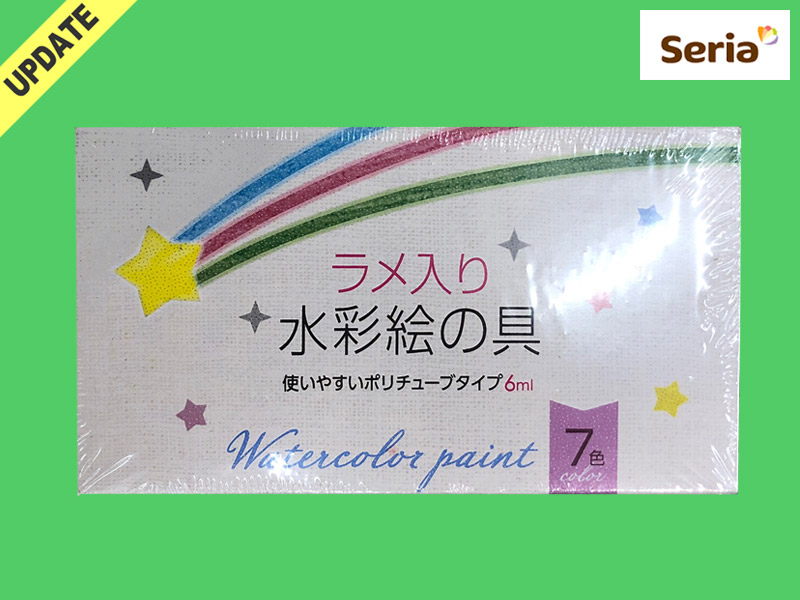 UPDATE
Seria
ラメ入り
水彩絵の具
使いやすいポリチューブタイプ6ml
Watercolor paint
7色
color